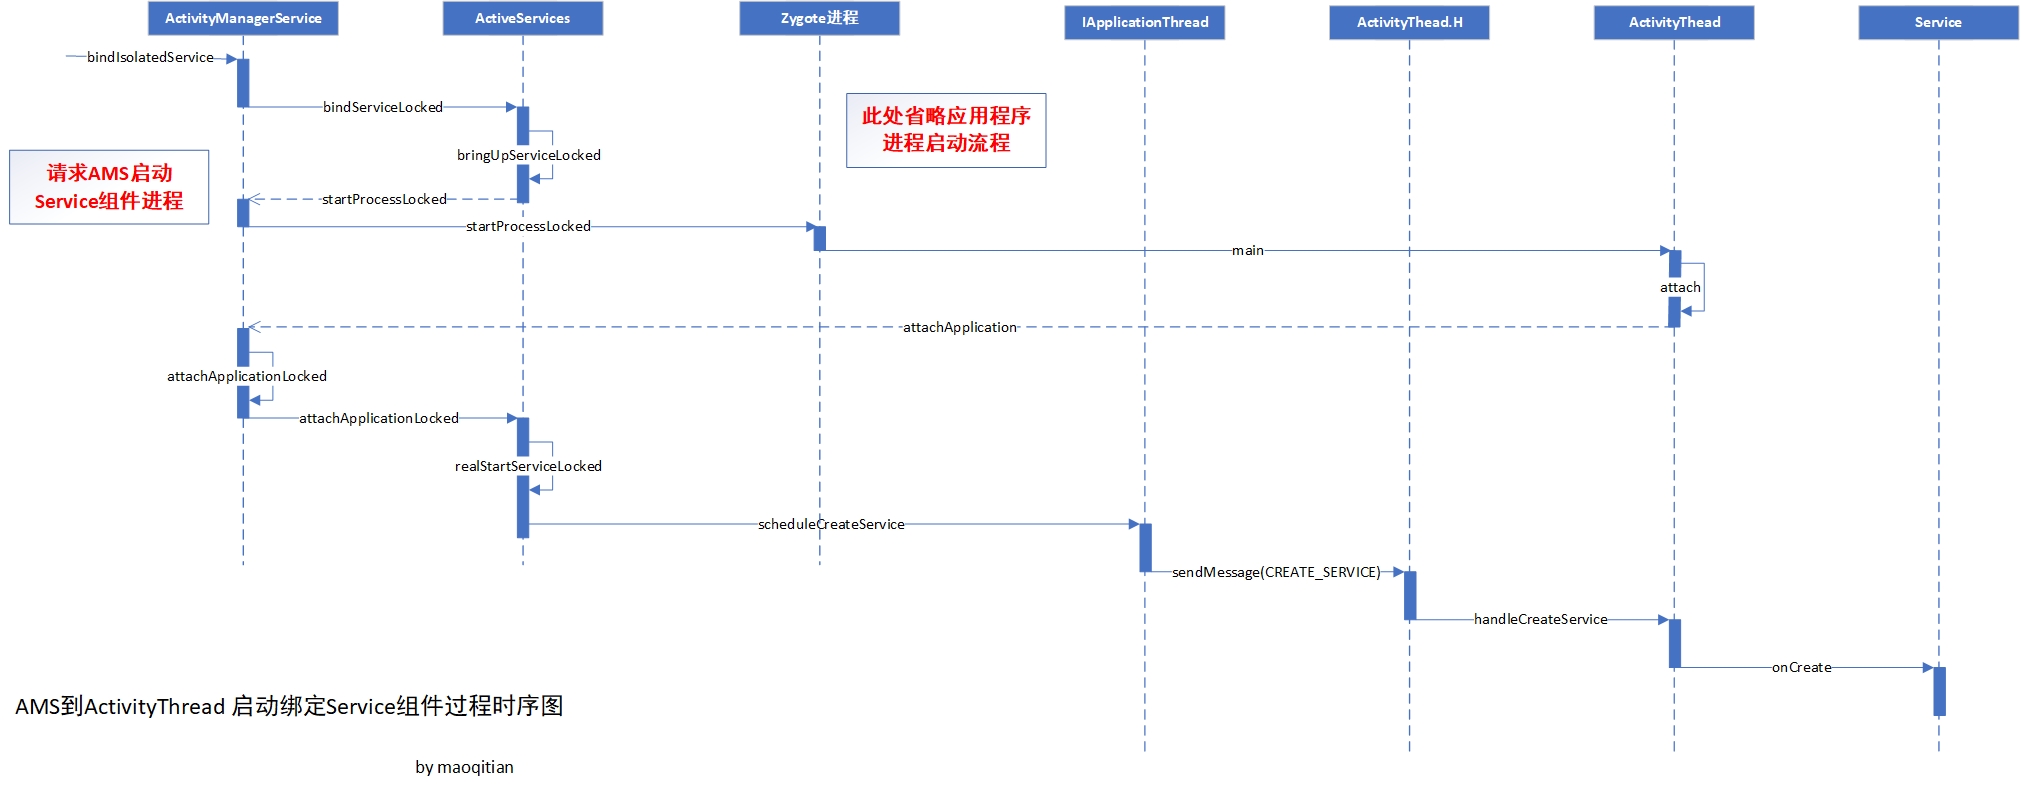 ActivityManagerService
ActiveServices
Zygote进程
IApplicationThread
ActivityThead.H
ActivityThead
Service
bindIsolatedService
bindServiceLocked
此处省略应用程序
进程启动流程
bringUpServiceLocked
请求AMS启动
Service组件进程
startProcessLocked
startProcessLocked
main
attach
attachApplication
attachApplicationLocked
attachApplicationLocked
realStartServiceLocked
scheduleCreateService
sendMessage(CREATE_SERVICE)
handleCreateService
onCreate
AMS到ActivityThread 启动绑定Service组件过程时序图
by maoqitian